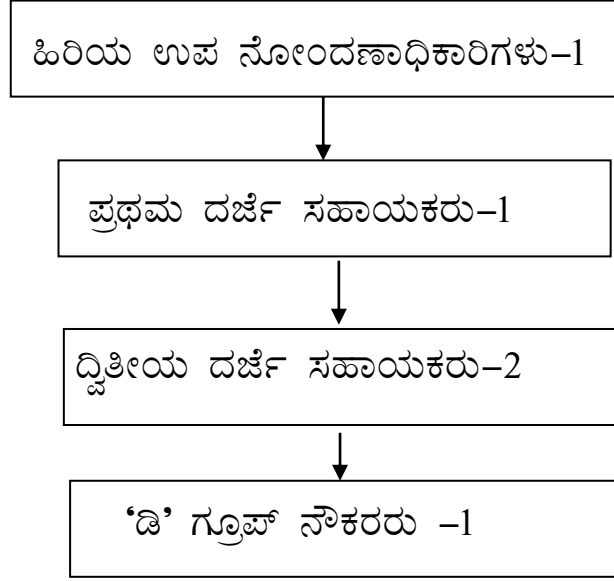 ಹಿರಿಯ ಉಪ ನೋಂದಣಾಧಿಕಾರಿಗಳು–1
ಪ್ರಥಮ ದರ್ಜೆ ಸಹಾಯಕರು–1
ದ್ವಿತೀಯ ದರ್ಜೆ ಸಹಾಯಕರು–2
‘ಡಿ’ ಗ್ರೂಪ್ ನೌಕರರು –1